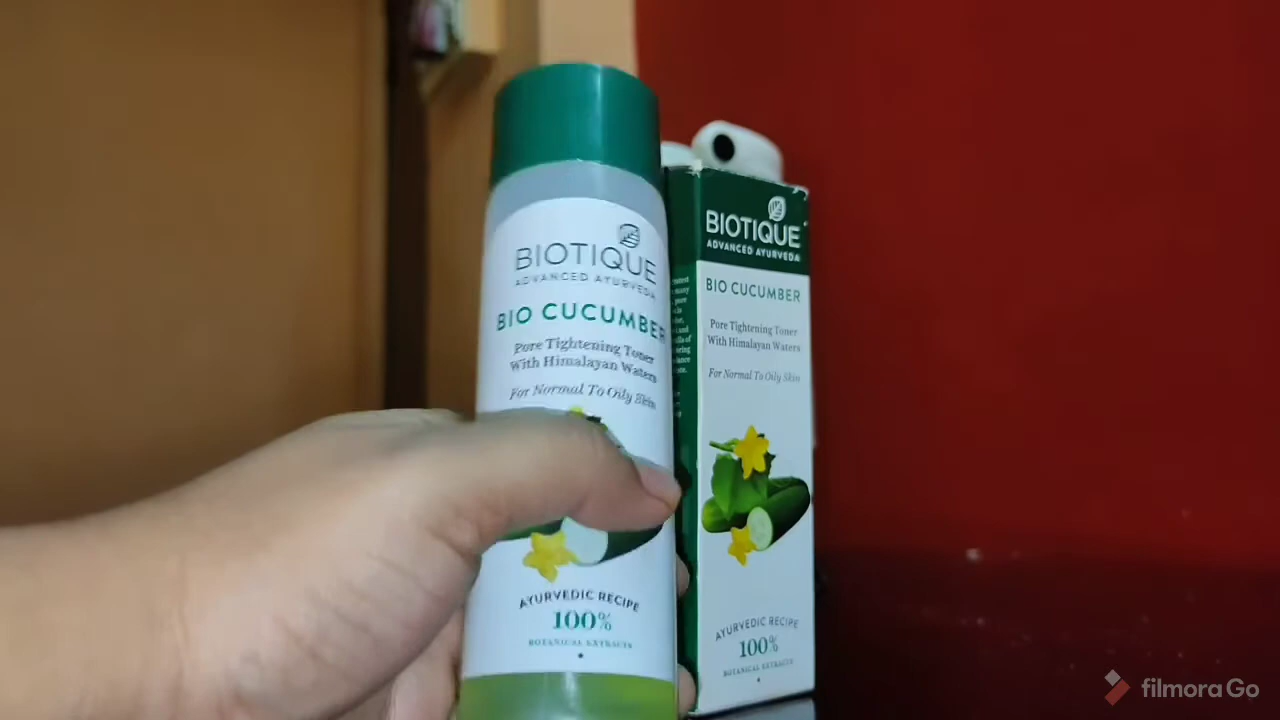 BIOTIQUE
ADVANCED AYURVEDA
BIO CUCUMBER
Pore Tightening Toner
With Himalayan Waters
For Normal To Oily Skin
AYURVEDIC RECIPE
100%
BOTANICAL EXTRACTS
BIOTIQUE
ADVANCED AYURVEDA
BIO CUCUMBER
Pore Tightening Toner
With Himalayan Waters
For Normal To Oily Skin
AYURVEDIC RECIPE
100%
BOTANICAL EXTRACTS
filmora Go